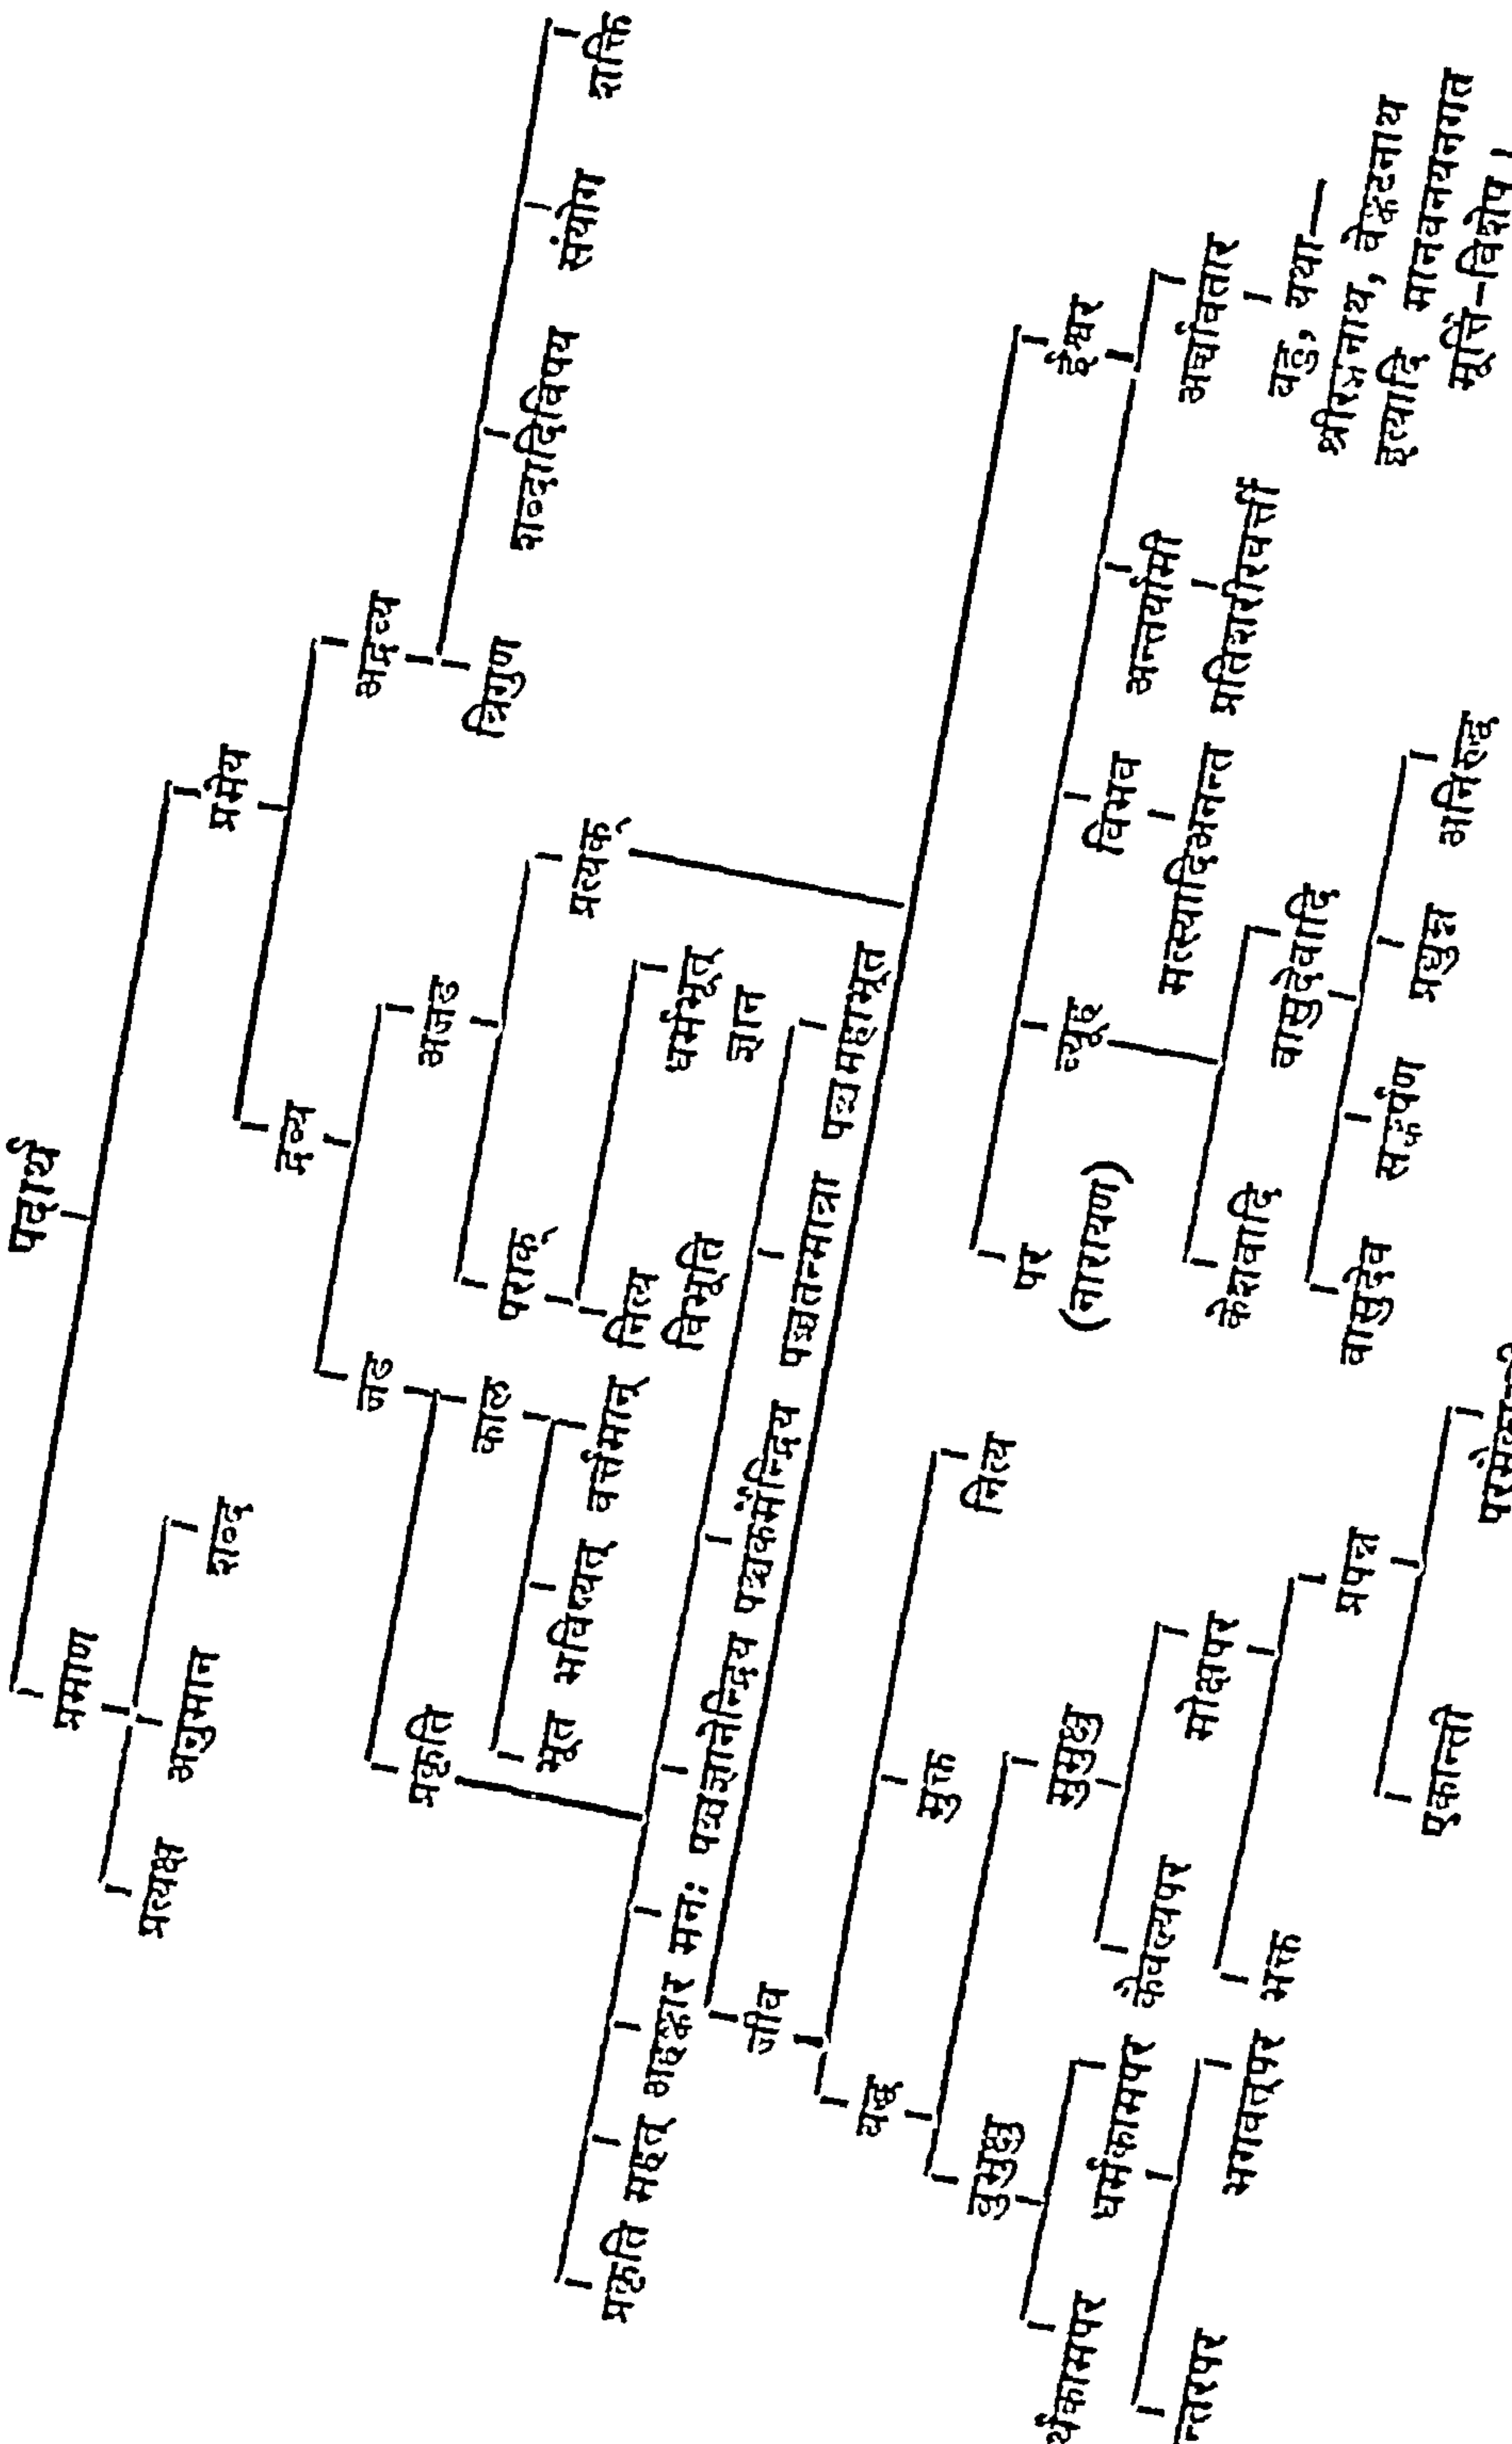 पदार्थ
प्रमाण प्रमेय
प्रत्यक्ष अनुमान शब्द
द्रव्य अद्रव्य
जड अजड
त्रिगुण शब्दादिविषय संयोग शक्ति
प्रकृति काल
पराक् प्रत्यक्
भूत भविष्यत् वर्त्तमान्
नित्य विभूति
धर्मभूत् ज्ञान
प्रकृति महत् अहङ्कार मनः पञ्चज्ञानेन्द्रिय पञ्चकर्मेन्द्रिय पञ्चतन्मात्रा पञ्चमहाभूत
जीव ईश्वर
बद्ध मुक्त नित्य
पर व्यूह विभव अन्तर्यामी अर्चावतार
(नारायण)
मत्स्यादिअनन्त प्रतिशरीरवर्त्ती
बहु, यथा—
श्रीरङ्गनाथ, वेङ्कटनाथ
इत्यादि मानवनयनगत
मूर्त्ति-विशेष ।
बुभुक्षु मुमुक्षु
केशवादि वासुदेवादि
धर्मकामपर कैवल्यपर मोक्षपर
वासुदेव सङ्कर्षण प्रद्युम्न अनिरुद्ध
भगवत्पर भक्त प्रपन्न
एकान्ती